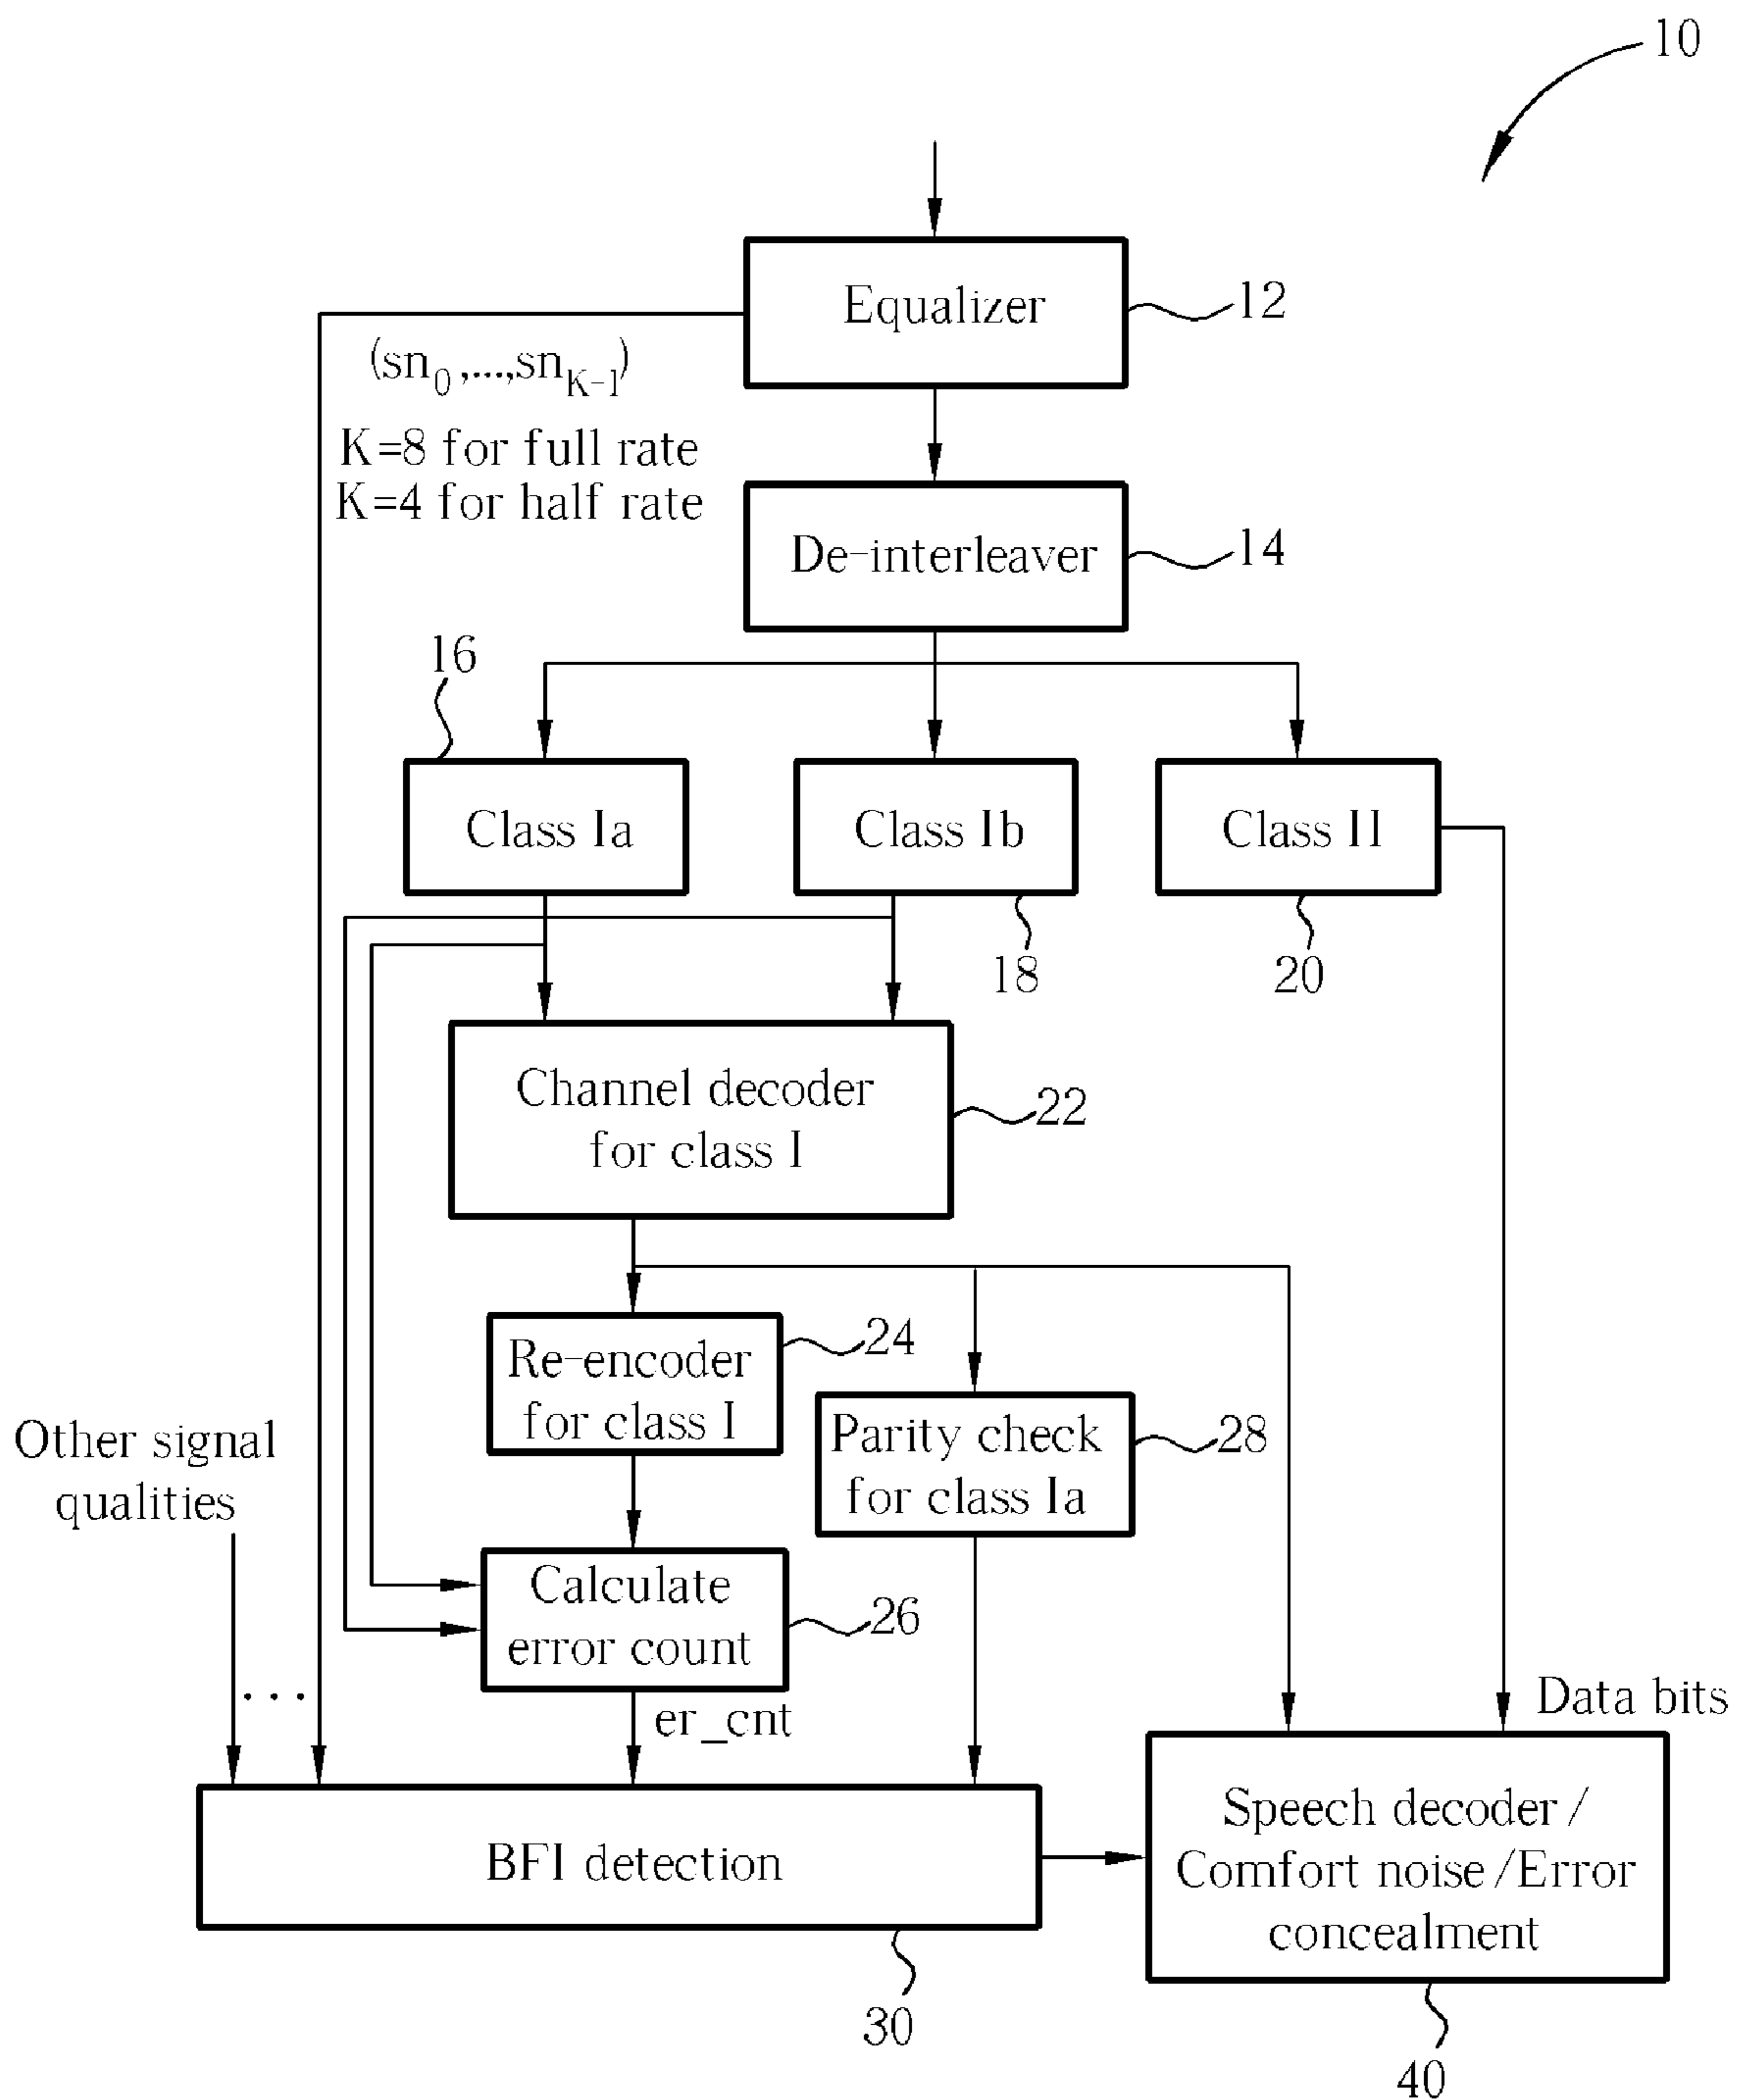 10
Equalizer
12
(sn0,...,snK-1)
K=8 for full rate
K=4 for half rate
De-interleaver
14
16
Class Ia
Class Ib
Class II
18
20
Channel decoder
for class I
22
Re-encoder
for class I
24
Parity check
for class Ia
28
Other signal
qualities
Calculate
error count
26
...
er_cnt
Data bits
BFI detection
30
Speech decoder/
Comfort noise/Error
concealment
40